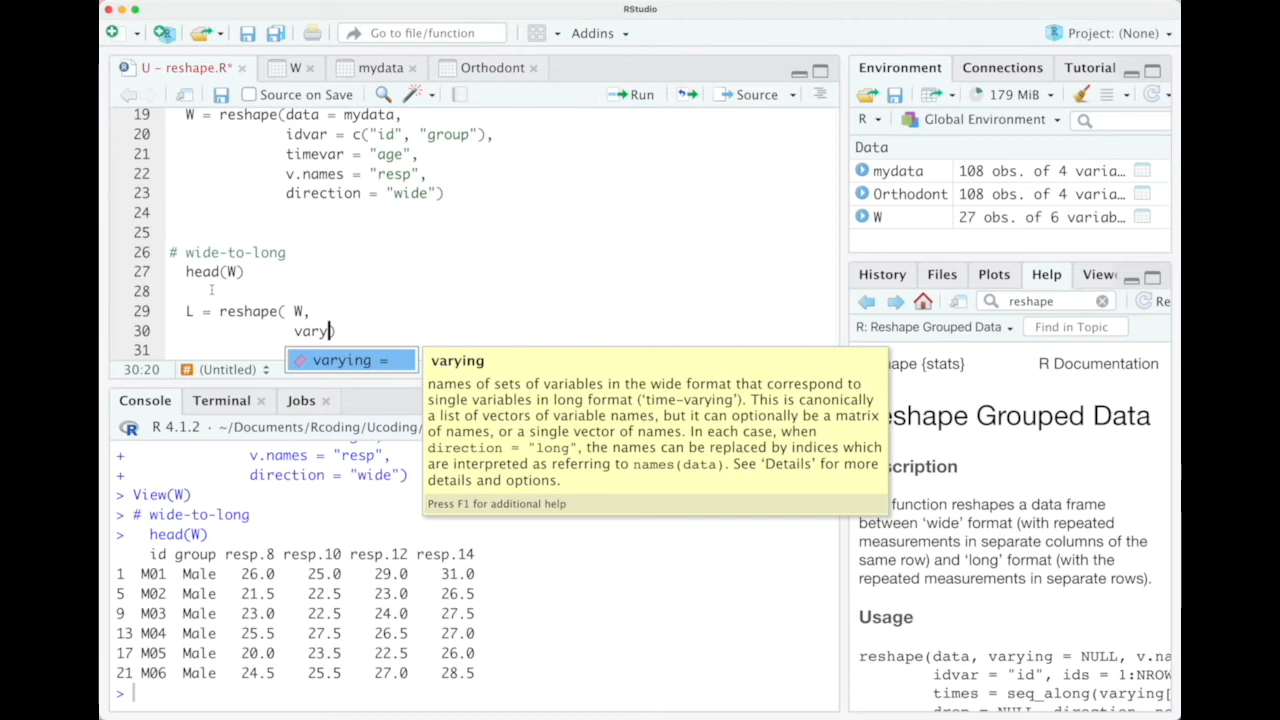 RStudio
Go to file/function
Addins
Project: (None)
U - reshape.R*
W
mydata
Orthodont
Source on Save
Run
Source
19 W = reshape(data = mydata,
20 idvar = c("id", "group"),
21 timevar = "age",
22 v.names = "resp",
23 direction = "wide")
24
25
26 # wide-to-long
27 head(W)
28
29 L = reshape( W,
30 vary)
31
30:20 (Untitled)
varying =
varying
names of sets of variables in the wide format that correspond to
single variables in long format (‘time-varying’). This is canonically
a list of vectors of variable names, but it can optionally be a matrix
of names, or a single vector of names. In each case, when
direction = "long", the names can be replaced by indices which
are interpreted as referring to names(data). See ‘Details’ for more
details and options.
Press F1 for additional help
Console Terminal Jobs
R 4.1.2 · ~/Documents/Rcoding/Ucoding/
+ v.names = "resp",
+ direction = "wide")
> View(W)
> # wide-to-long
> head(W)
id group resp.8 resp.10 resp.12 resp.14
1 M01 Male 26.0 25.0 29.0 31.0
5 M02 Male 21.5 22.5 23.0 26.5
9 M03 Male 23.0 22.5 24.0 27.5
13 M04 Male 25.5 27.5 26.5 27.0
17 M05 Male 20.0 23.5 22.5 26.0
21 M06 Male 24.5 25.5 27.0 28.5
>
Environment Connections Tutorial
179 MiB
R Global Environment
Data
mydata 108 obs. of 4 varia…
Orthodont 108 obs. of 4 varia…
W 27 obs. of 6 variab…
History Files Plots Help View
reshape Re
R: Reshape Grouped Data Find in Topic
ape {stats} R Documentation
eshape Grouped Data
scription
function reshapes a data frame
between ‘wide’ format (with repeated
measurements in separate columns of
the same row) and ‘long’ format (with the
repeated measurements in separate rows).
Usage
reshape(data, varying = NULL, v.na
idvar = "id", ids = 1:NROW
times = seq_along(varying[
drop = NULL, direction, ne